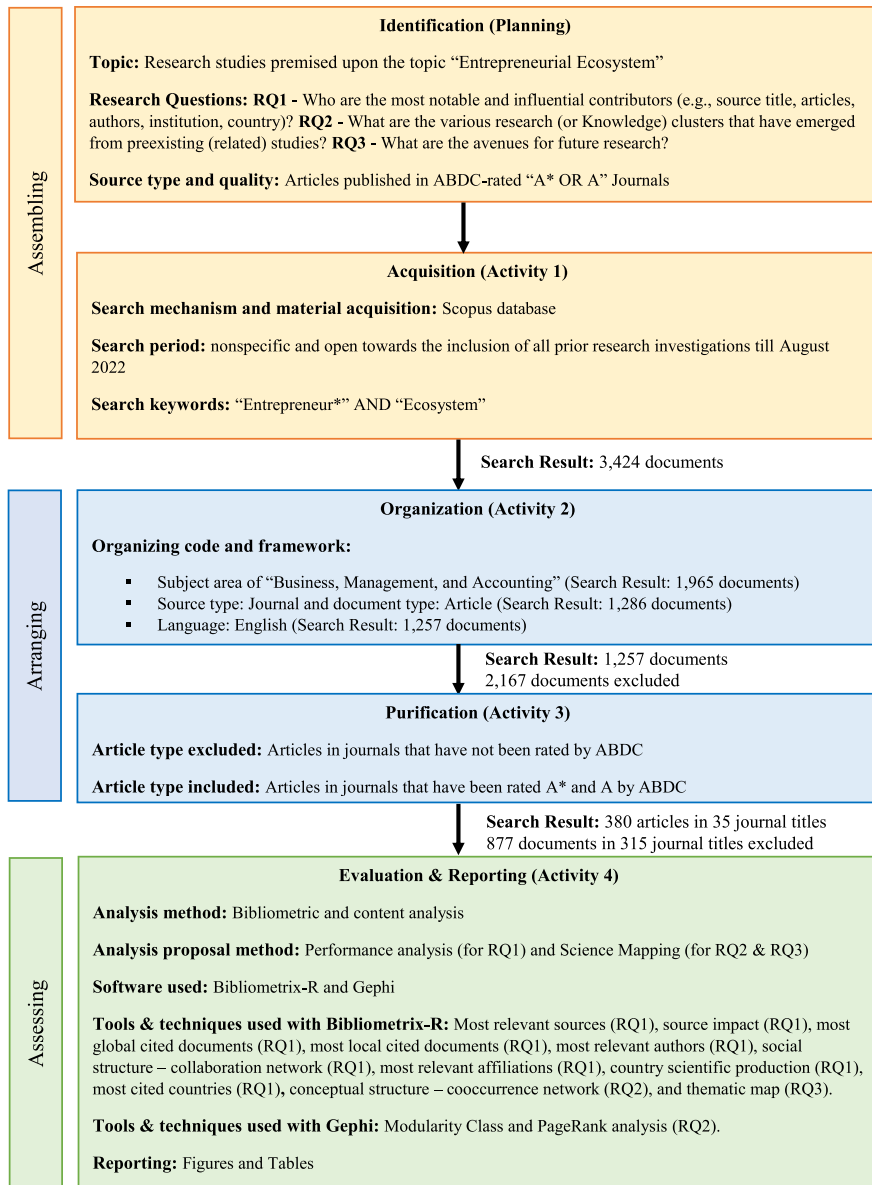 Assembling
Identification (Planning)
Topic: Research studies premised upon the topic “Entrepreneurial Ecosystem”
Research Questions: RQ1 - Who are the most notable and influential contributors (e.g., source title, articles,
authors, institution, country)? RQ2 - What are the various research (or Knowledge) clusters that have emerged
from preexisting (related) studies? RQ3 - What are the avenues for future research?
Source type and quality: Articles published in ABDC-rated “A* OR A” Journals
Acquisition (Activity 1)
Search mechanism and material acquisition: Scopus database
Search period: nonspecific and open towards the inclusion of all prior research investigations till August
2022
Search keywords: “Entrepreneur*” AND “Ecosystem”
Search Result: 3,424 documents
Arranging
Organization (Activity 2)
Organizing code and framework:
▪ Subject area of “Business, Management, and Accounting” (Search Result: 1,965 documents)
▪ Source type: Journal and document type: Article (Search Result: 1,286 documents)
▪ Language: English (Search Result: 1,257 documents)
Search Result: 1,257 documents
2,167 documents excluded
Purification (Activity 3)
Article type excluded: Articles in journals that have not been rated by ABDC
Article type included: Articles in journals that have been rated A* and A by ABDC
Search Result: 380 articles in 35 journal titles
877 documents in 315 journal titles excluded
Assessing
Evaluation & Reporting (Activity 4)
Analysis method: Bibliometric and content analysis
Analysis proposal method: Performance analysis (for RQ1) and Science Mapping (for RQ2 & RQ3)
Software used: Bibliometrix-R and Gephi
Tools & techniques used with Bibliometrix-R: Most relevant sources (RQ1), source impact (RQ1), most
global cited documents (RQ1), most local cited documents (RQ1), most relevant authors (RQ1), social
structure – collaboration network (RQ1), most relevant affiliations (RQ1), country scientific production (RQ1),
most cited countries (RQ1), conceptual structure – cooccurrence network (RQ2), and thematic map (RQ3).
Tools & techniques used with Gephi: Modularity Class and PageRank analysis (RQ2).
Reporting: Figures and Tables